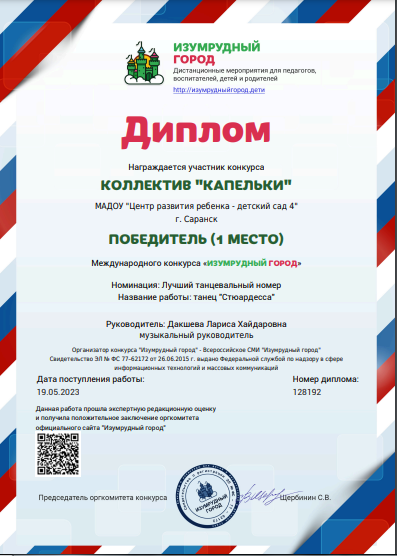 ИЗУМРУДНЫЙ
ГОРОД
Дистанционные мероприятия для педагогов,
воспитателей, детей и родителей
http://изумрудныйгород.дети
Диплом
Награждается участник конкурса
КОЛЛЕКТИВ "КАПЕЛЬКИ"
МАДОУ "Центр развития ребенка - детский сад 4"
г. Саранск
ПОБЕДИТЕЛЬ (1 МЕСТО)
Международного конкурса «ИЗУМРУДНЫЙ ГОРОД»
Номинация: Лучший танцевальный номер
Название работы: танец "Стюардесса"
Руководитель: Дакшева Лариса Хайдаровна
музыкальный руководитель
Организатор конкурса "Изумрудный город" - Всероссийское СМИ "Изумрудный город"
Свидетельство ЭЛ № ФС 77-62172 от 26.06.2015 г. выдано Федеральной службой по надзору в сфере
информационных технологий и массовых коммуникаций
Дата поступления работы:
Номер диплома:
19.05.2023
128192
Данная работа прошла экспертную редакционную оценку
и получила положительное заключение оргкомитета
официального сайта "Изумрудный город"
ИЗУМРУДНЫЙ
ГОРОД
Председатель оргкомитета конкурса
Щербинин С.В.